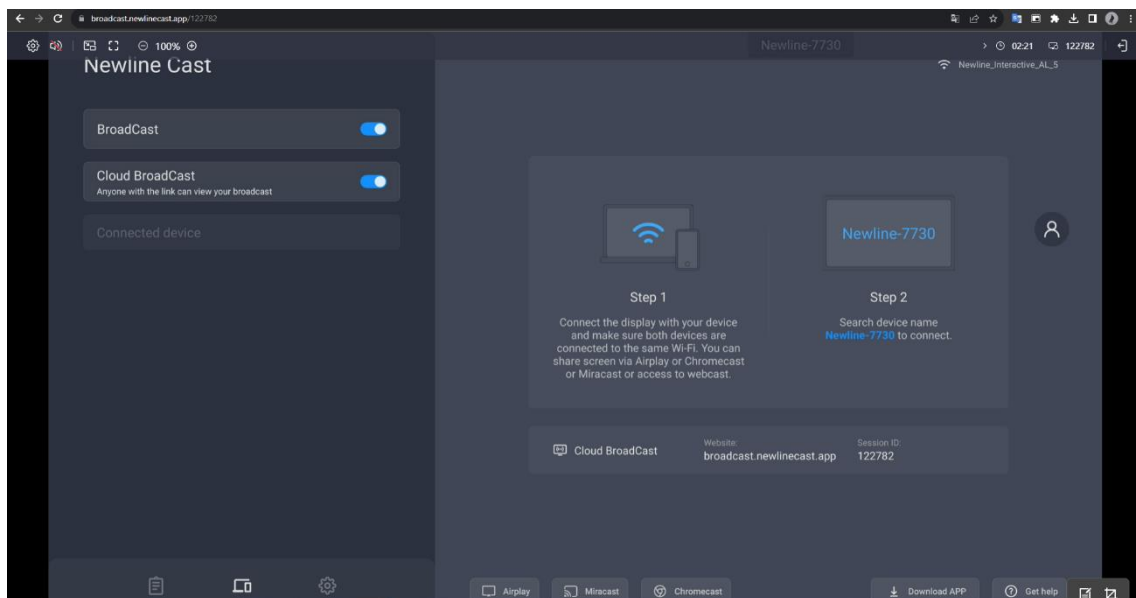 broadcast.newlinecast.app/122782
100%
Newline-7730
02:21
122782
Newline Cast
Newline_Interactive_AL_5
BroadCast
Cloud BroadCast
Anyone with the link can view your broadcast
Connected device
Newline-7730
Step 1
Connect the display with your device
and make sure both devices are
connected to the same Wi-Fi. You can
share screen via Airplay or Chromecast
or Miracast or access to webcast.
Step 2
Search device name
Newline-7730 to connect.
Cloud BroadCast
Website:
broadcast.newlinecast.app
Session ID:
122782
Airplay
Miracast
Chromecast
Download APP
Get help